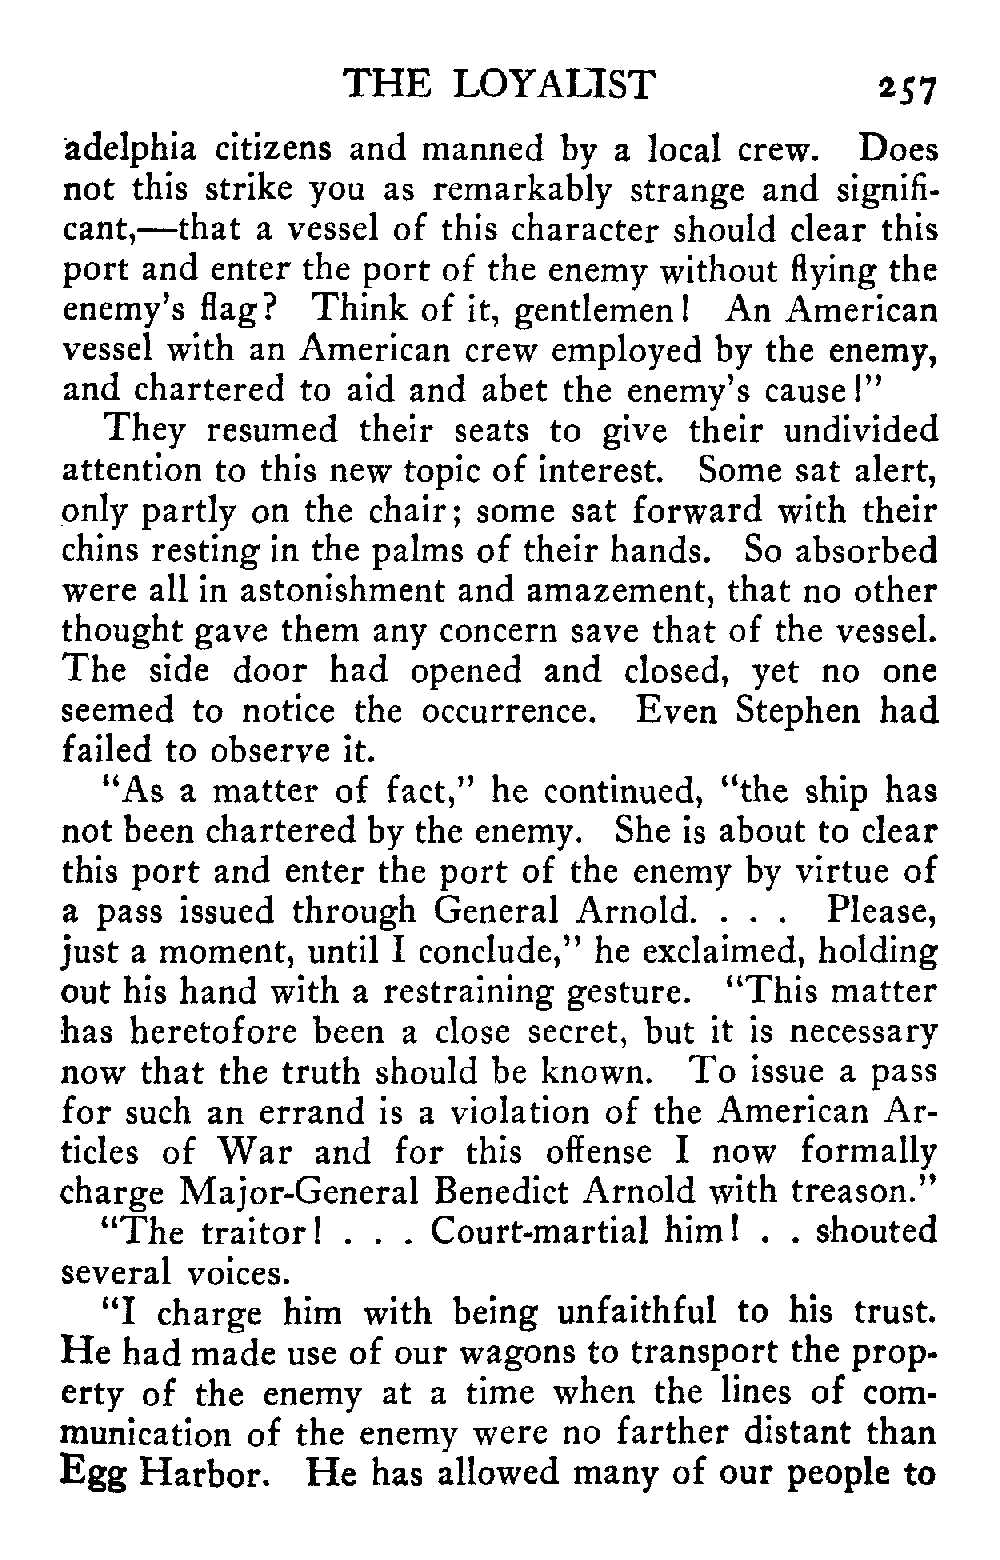 THE LOYALIST 257
adelphia citizens and manned by a local crew. Does
not this strike you as remarkably strange and signifi-
cant,—that a vessel of this character should clear this
port and enter the port of the enemy without flying the
enemy's flag? Think of it, gentlemen! An American
vessel with an American crew employed by the enemy,
and chartered to aid and abet the enemy's cause!"
They resumed their seats to give their undivided
attention to this new topic of interest. Some sat alert,
only partly on the chair; some sat forward with their
chins resting in the palms of their hands. So absorbed
were all in astonishment and amazement, that no other
thought gave them any concern save that of the vessel.
The side door had opened and closed, yet no one
seemed to notice the occurrence. Even Stephen had
failed to observe it.
"As a matter of fact," he continued, "the ship has
not been chartered by the enemy. She is about to clear
this port and enter the port of the enemy by virtue of
a pass issued through General Arnold. . . . Please,
just a moment, until I conclude," he exclaimed, holding
out his hand with a restraining gesture. "This matter
has heretofore been a close secret, but it is necessary
now that the truth should be known. To issue a pass
for such an errand is a violation of the American Ar-
ticles of War and for this offense I now formally
charge Major-General Benedict Arnold with treason."
"The traitor! . . . Court-martial him! . . shouted
several voices.
"I charge him with being unfaithful to his trust.
He had made use of our wagons to transport the prop-
erty of the enemy at a time when the lines of com-
munication of the enemy were no farther distant than
Egg Harbor. He has allowed many of our people to